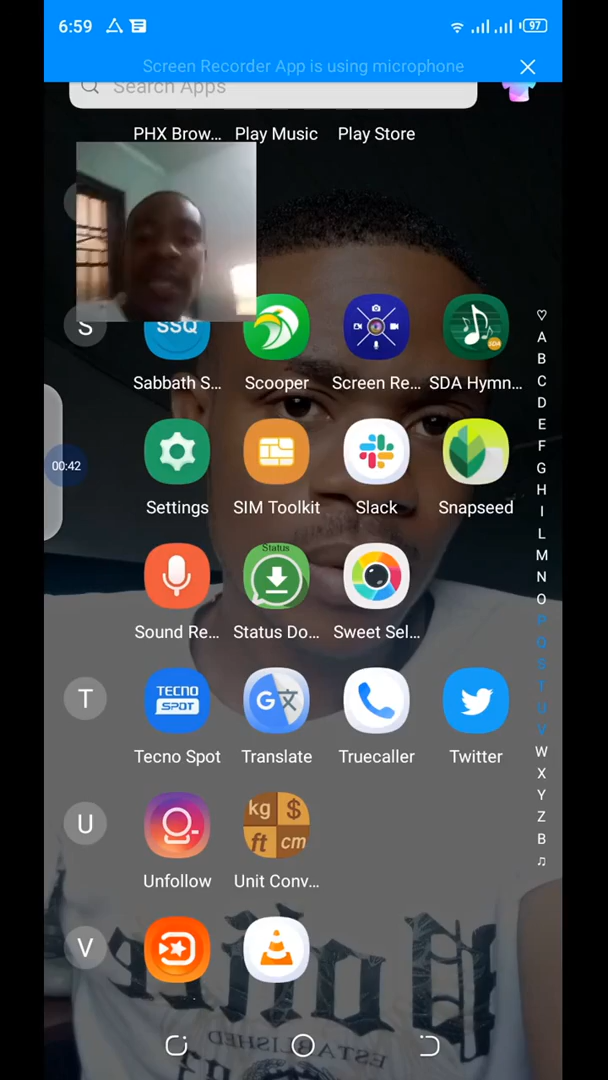 6:59 97
Screen Recorder App is using microphone
Search Apps
PHX Brow... Play Music Play Store
S
SSQ
Sabbath S... Scooper Screen Re... SDA Hymn...
SDA
Settings SIM Toolkit Slack Snapseed
Status
Sound Re... Status Do... Sweet Sel...
T
TECNO
SPOT
G
Tecno Spot Translate Truecaller Twitter
U
kg $
ft cm
Unfollow Unit Conv...
V
00:42
A
B
C
D
E
F
G
H
I
L
M
N
O
P
Q
S
T
U
V
W
X
Y
Z
B
ESTABLISHED